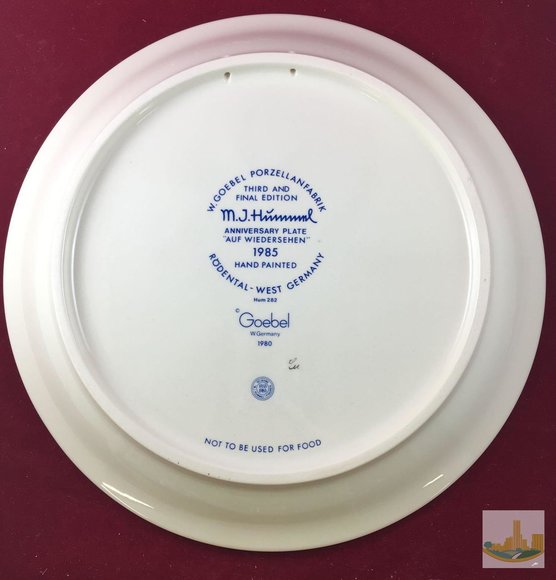 W. GOEBEL PORZELLANFABRIK
THIRD AND
FINAL EDITION
M.J.Hummel
ANNIVERSARY PLATE
"AUF WIEDERSEHEN"
1985
HAND PAINTED
RÖDENTAL - WEST GERMANY
Hum 282
© Goebel
W.Germany
1980
NOT TO BE USED FOR FOOD